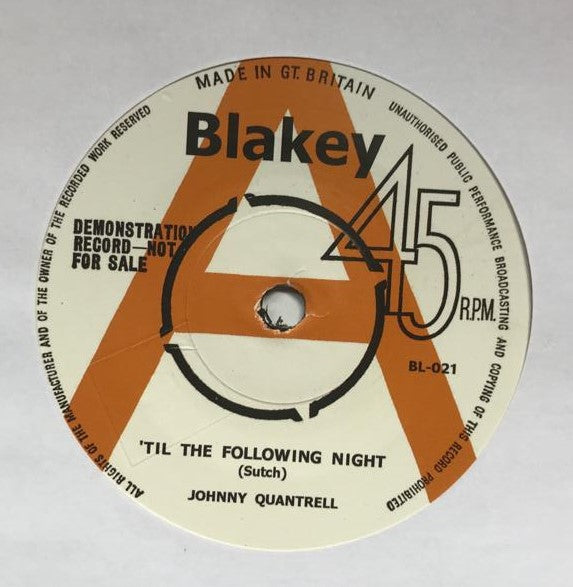 MADE IN GT. BRITAIN
UNAUTHORISED PUBLIC PERFORMANCE BROADCASTING AND COPYING OF THIS RECORD PROHIBITED
ALL RIGHTS OF THE MANUFACTURER AND OF THE OWNER OF THE RECORDED WORK RESERVED
A
Blakey
DEMONSTRATION
RECORD—NOT
FOR SALE
45
R.P.M.
BL-021
'TIL THE FOLLOWING NIGHT
(Sutch)
JOHNNY QUANTRELL